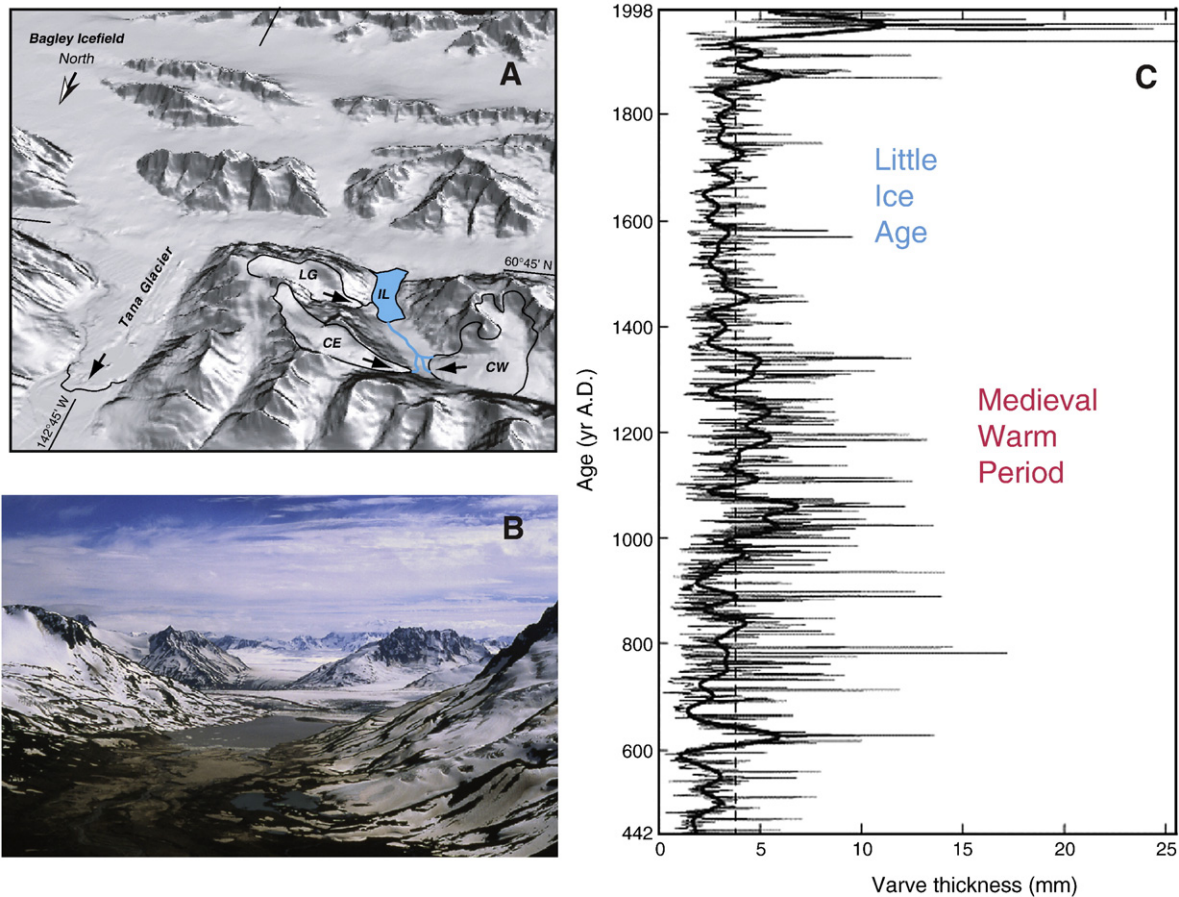 A
Bagley Icefield
North
60°45' N
Tana Glacier
LG
IL
CE
CW
142°45' W
B
C
1998
1800
1600
1400
1200
1000
800
600
442
Age (yr A.D.)
Little
Ice
Age
Medieval
Warm
Period
0 5 10 15 20 25
Varve thickness (mm)